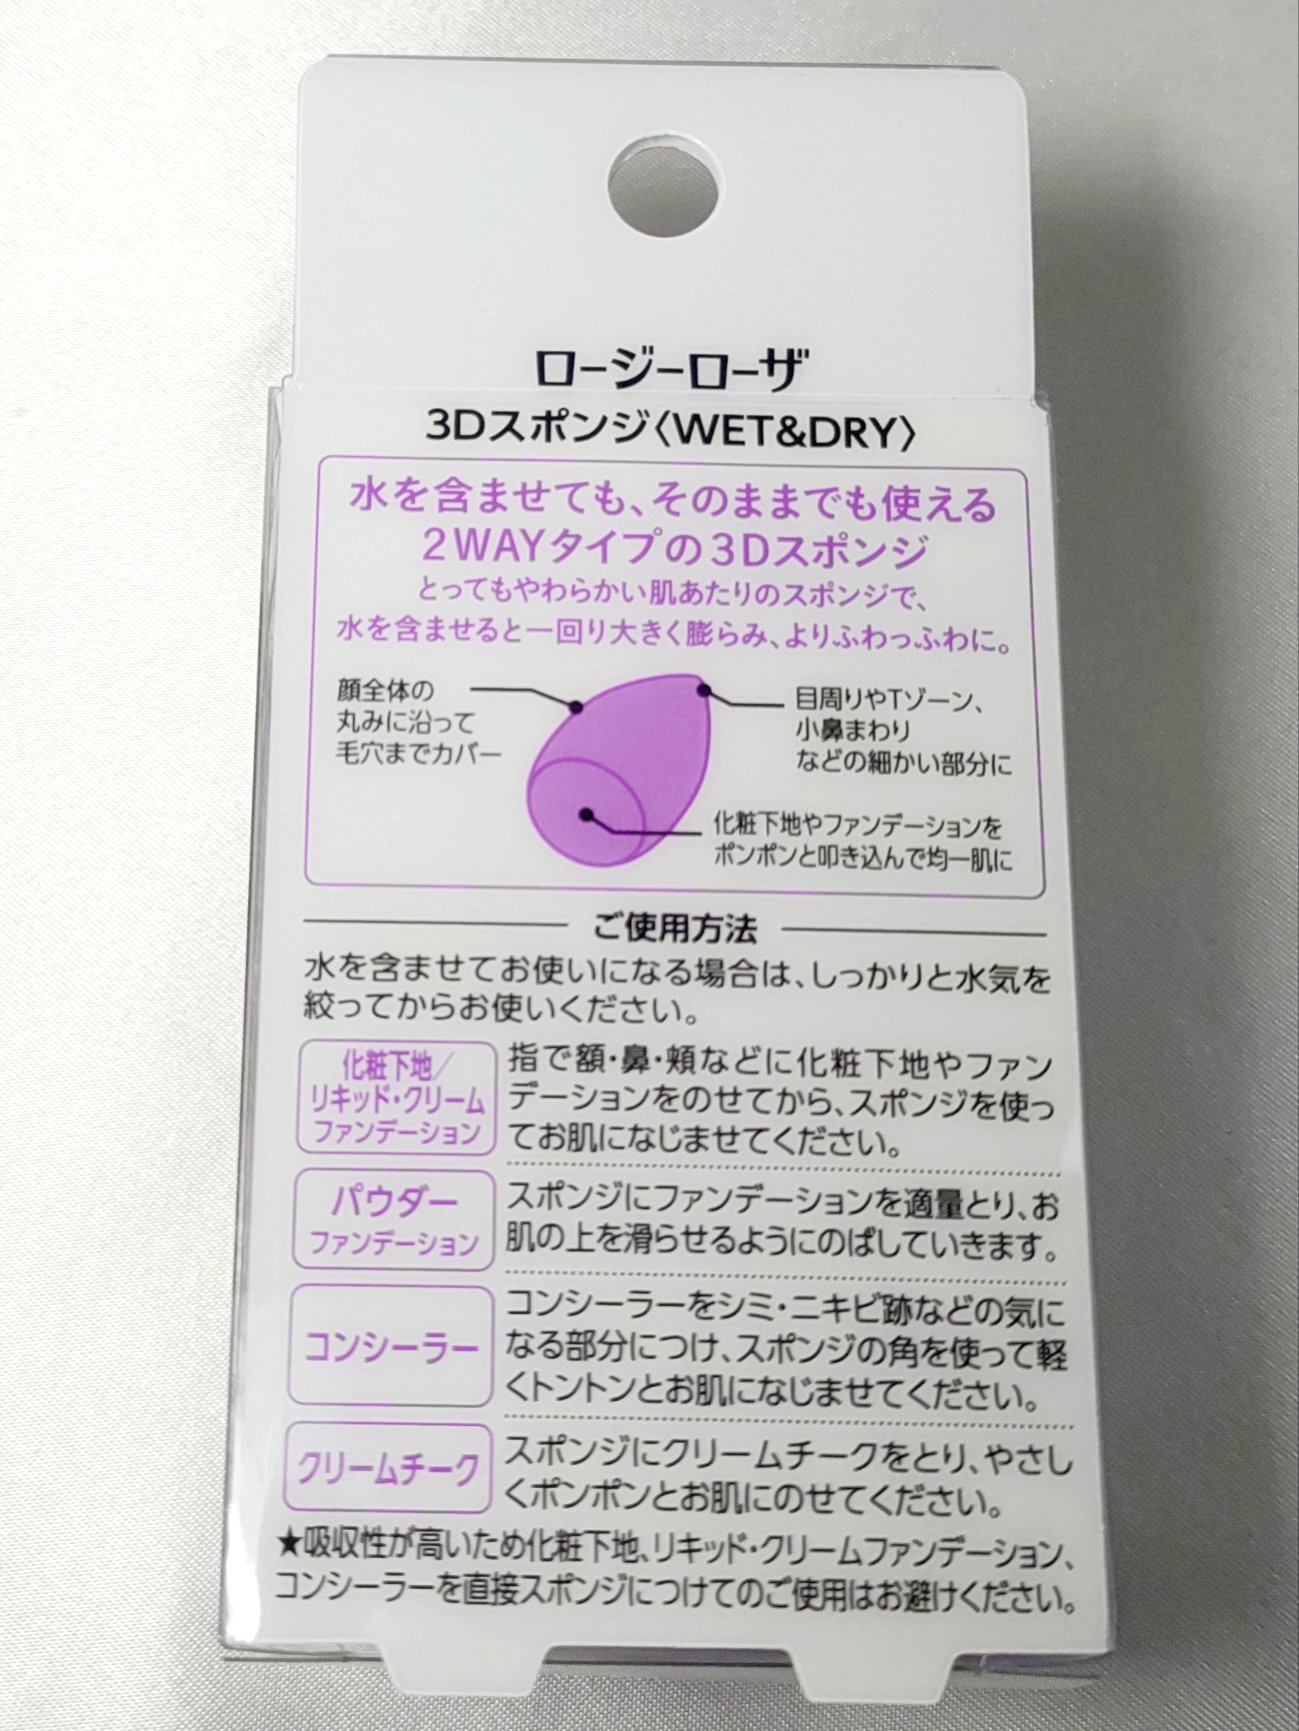 ロージーローザ
3Dスポンジ〈WET&DRY〉
水を含ませても、そのままでも使える
2WAYタイプの3Dスポンジ
とってもやわらかい肌あたりのスポンジで、
水を含ませると一回り大きく膨らみ、よりふわっふわに。
顔全体の
丸みに沿って
毛穴までカバー
目周りやTゾーン、
小鼻まわり
などの細かい部分に
化粧下地やファンデーションを
ポンポンと叩き込んで均一肌に
ご使用方法
水を含ませてお使いになる場合は、しっかりと水気を
絞ってからお使いください。
化粧下地／
リキッド・クリーム
ファンデーション
指で額・鼻・頬などに化粧下地やファン
デーションをのせてから、スポンジを使っ
てお肌になじませてください。
パウダー
ファンデーション
スポンジにファンデーションを適量とり、お
肌の上を滑らせるようにのばしていきます。
コンシーラー
コンシーラーをシミ・ニキビ跡などの気に
なる部分につけ、スポンジの角を使って軽
くトントンとお肌になじませてください。
クリームチーク
スポンジにクリームチークをとり、やさし
くポンポンとお肌にのせてください。
★吸収性が高いため化粧下地、リキッド・クリームファンデーション、
コンシーラーを直接スポンジにつけてのご使用はお避けください。